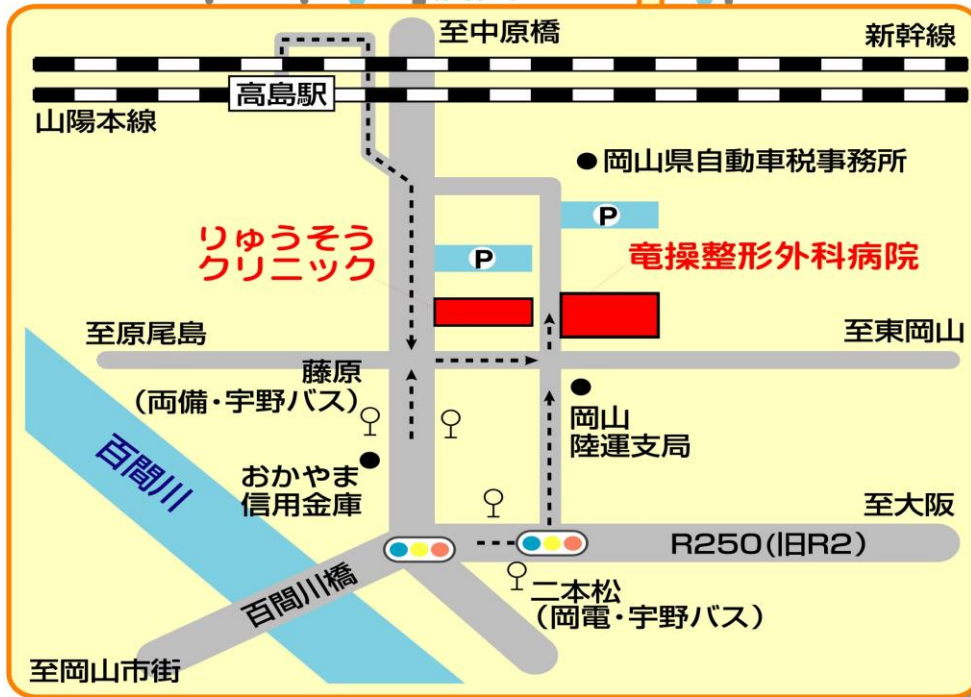 至中原橋
新幹線
高島駅
山陽本線
岡山県自動車税事務所
P
りゅうそう
クリニック
P
竜操整形外科病院
至原尾島
至東岡山
藤原
(両備・宇野バス)
岡山
陸運支局
百間川
おかやま
信用金庫
至大阪
R250(旧R2)
百間川橋
二本松
(岡電・宇野バス)
至岡山市街